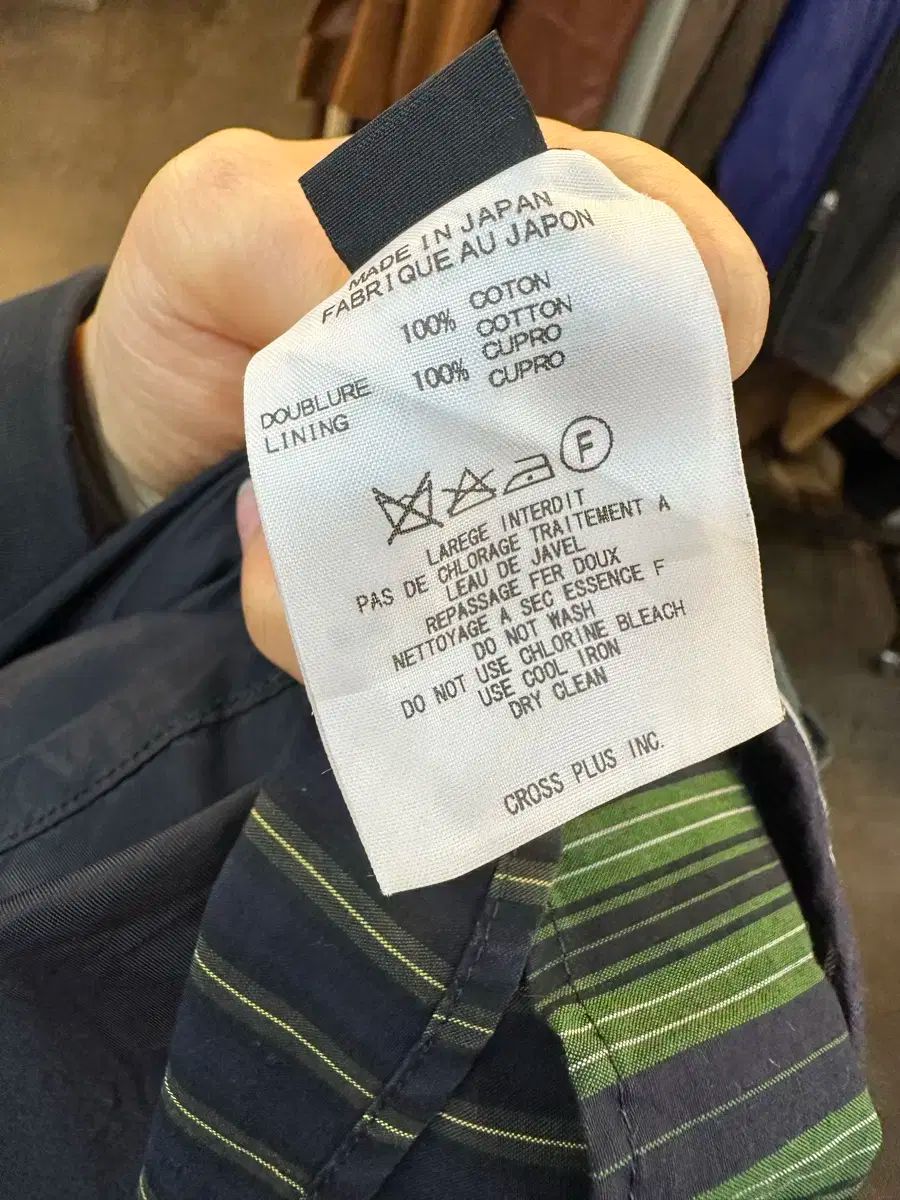 MADE IN JAPAN
FABRIQUE AU JAPON
100% COTON
COTTON
DOUBLURE 100% CUPRO
LINING CUPRO
F
LAREGE INTERDIT
PAS DE CHLORAGE TRAITEMENT A
LEAU DE JAVEL
REPASSAGE FER DOUX
NETTOYAGE A SEC ESSENCE F
DO NOT WASH
DO NOT USE CHLORINE BLEACH
USE COOL IRON
DRY CLEAN
CROSS PLUS INC.